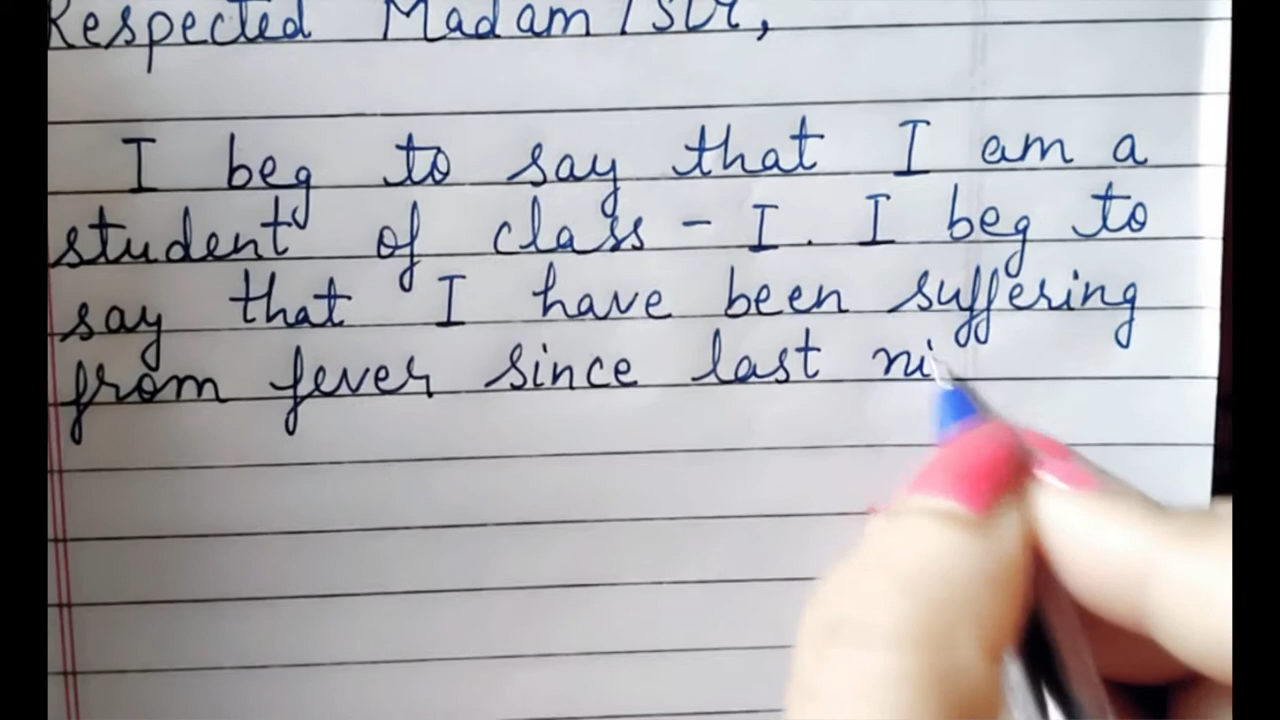 Respected Madam / Sir,
I beg to say that I am a
student of class - I. I beg to
say that I have been suffering
from fever since last ni